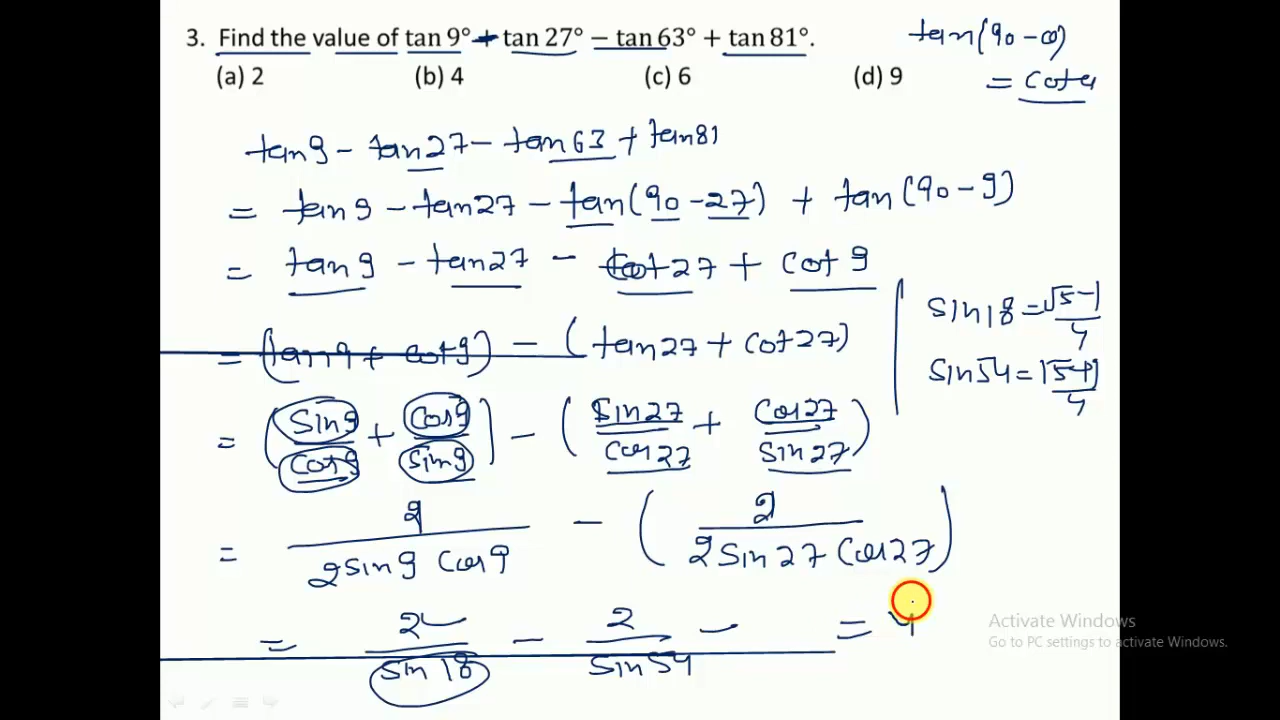 3. Find the value of tan 9° - tan 27° − tan 63° + tan 81°.
tan(90-α)
= cotα
(a) 2 (b) 4 (c) 6 (d) 9
tan9 - tan27 - tan63 + tan81
= tan9 - tan27 - tan(90-27) + tan(90-9)
= tan9 - tan27 - cot27 + cot9
= (tan9 + cot9) - (tan27 + cot27)
sin18 = √5-1/4
sin54 = √5+1/4
= (sin9/cos9 + cos9/sin9) - (sin27/cos27 + cos27/sin27)
= 2/2sin9 cos9 - (2/2sin27 cos27)
= 2/sin18 - 2/sin54 - = 4
Activate Windows
Go to PC settings to activate Windows.